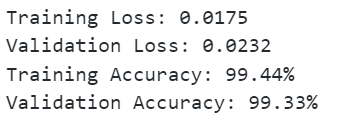 Training Loss: 0.0175
Validation Loss: 0.0232
Training Accuracy: 99.44%
Validation Accuracy: 99.33%